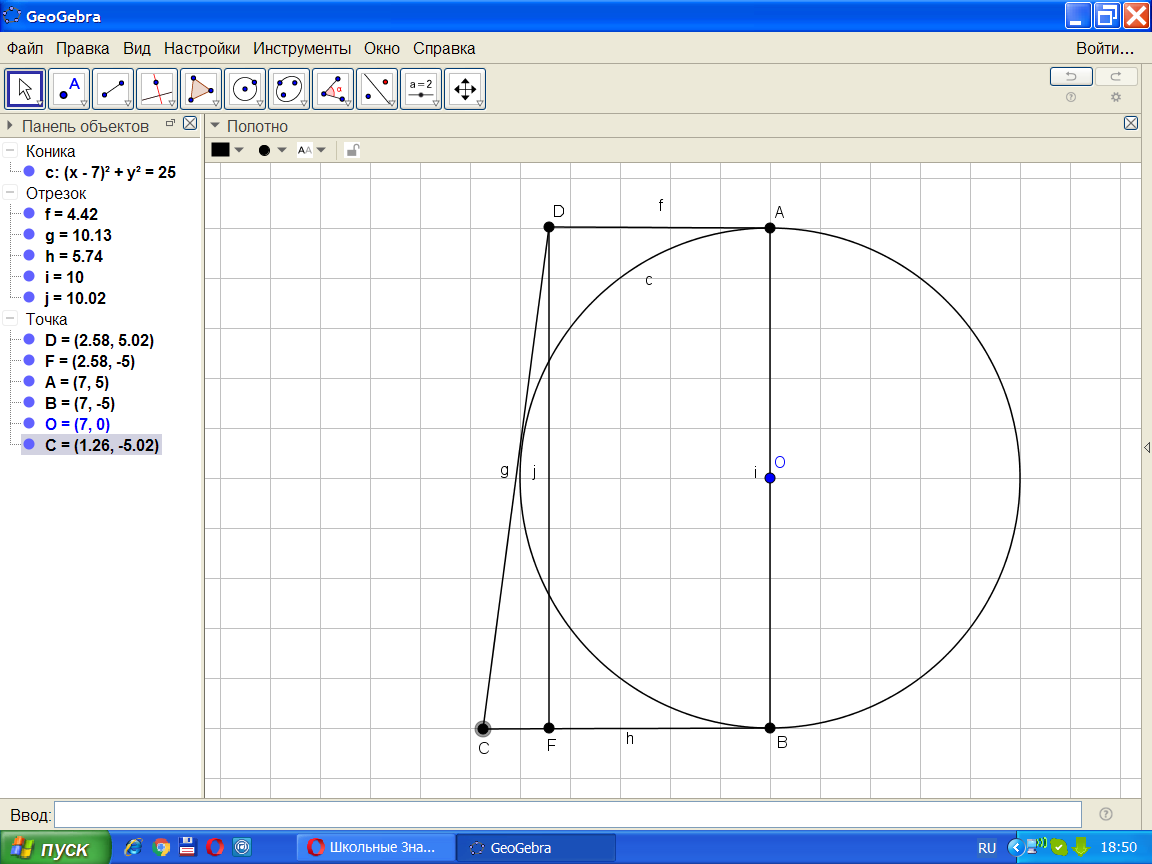 GeoGebra
Файл Правка Вид Настройки Инструменты Окно Справка Войти...
A α a = 2
Панель объектов
Полотно
AA
Коника
c: (x - 7)² + y² = 25
Отрезок
f = 4.42
g = 10.13
h = 5.74
i = 10
j = 10.02
Точка
D = (2.58, 5.02)
F = (2.58, -5)
A = (7, 5)
B = (7, -5)
O = (7, 0)
C = (1.26, -5.02)
D f A
c
g j i O
C F h B
Ввод:
пуск Школьные Зна... GeoGebra RU 18:50